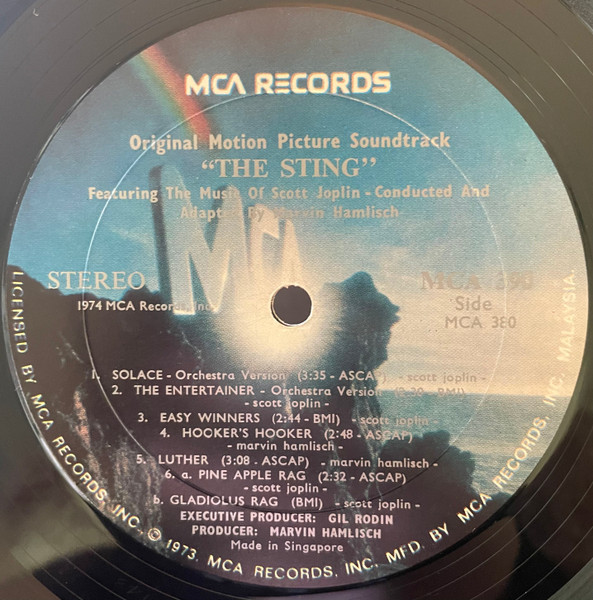 MCA RECORDS
Original Motion Picture Soundtrack
"THE STING"
Featuring The Music Of Scott Joplin - Conducted And
Adapted By Marvin Hamlisch
MCA
STEREO
MCA 390
1974 MCA Records, Inc.
Side
MCA 380
1. SOLACE - Orchestra Version (3:35 - ASCAP) - scott joplin -
2. THE ENTERTAINER - Orchestra Version BMI)
- scott joplin -
3. EASY WINNERS (2:44 - BMI) - scott joplin -
4. HOOKER'S HOOKER (2:48 - ASCAP)
- marvin hamlisch -
5. LUTHER (3:08 - ASCAP) - marvin hamlisch -
6. a. PINE APPLE RAG (2:32 - ASCAP)
- scott joplin -
b. GLADIOLUS RAG (BMI) - scott joplin -
EXECUTIVE PRODUCER: GIL RODIN
PRODUCER: MARVIN HAMLISCH
Made in Singapore
LICENSED BY MCA RECORDS, INC. © 1973. MCA RECORDS, INC. MFD. BY MCA RECORDS, INC. MALAYSIA.